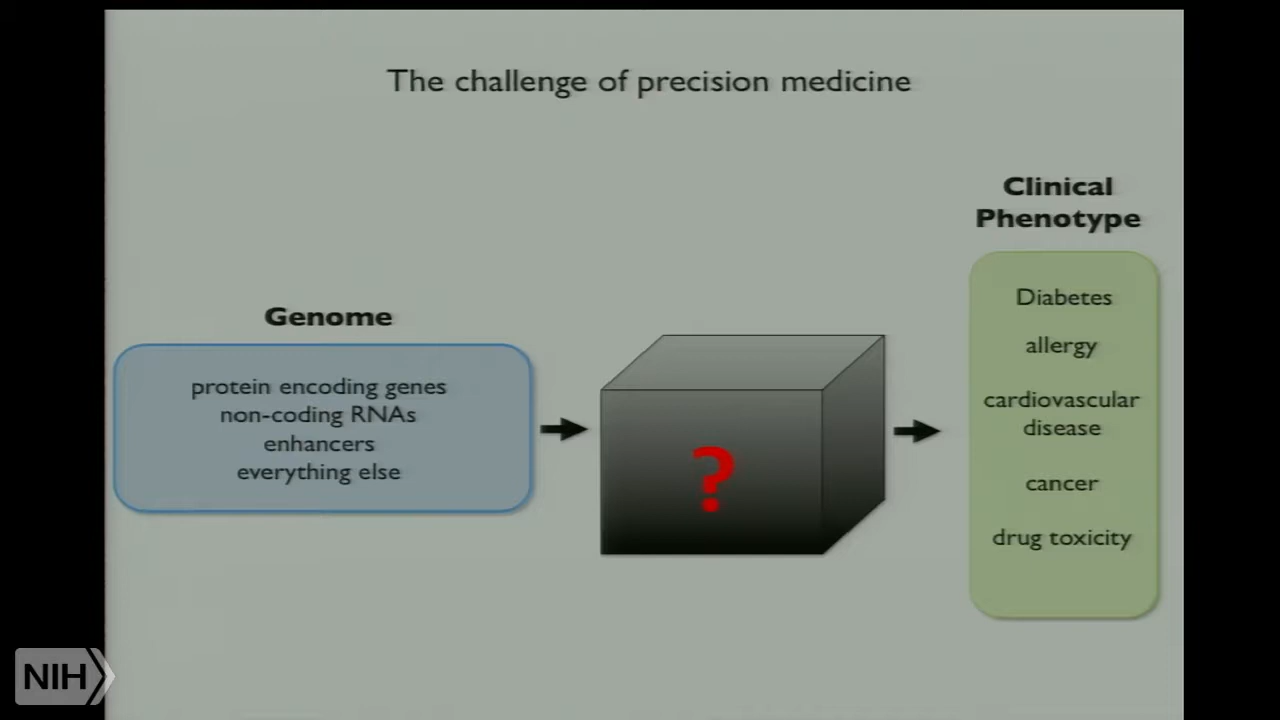 The challenge of precision medicine
Genome
protein encoding genes
non-coding RNAs
enhancers
everything else
?
Clinical
Phenotype
Diabetes
allergy
cardiovascular
disease
cancer
drug toxicity
NIH